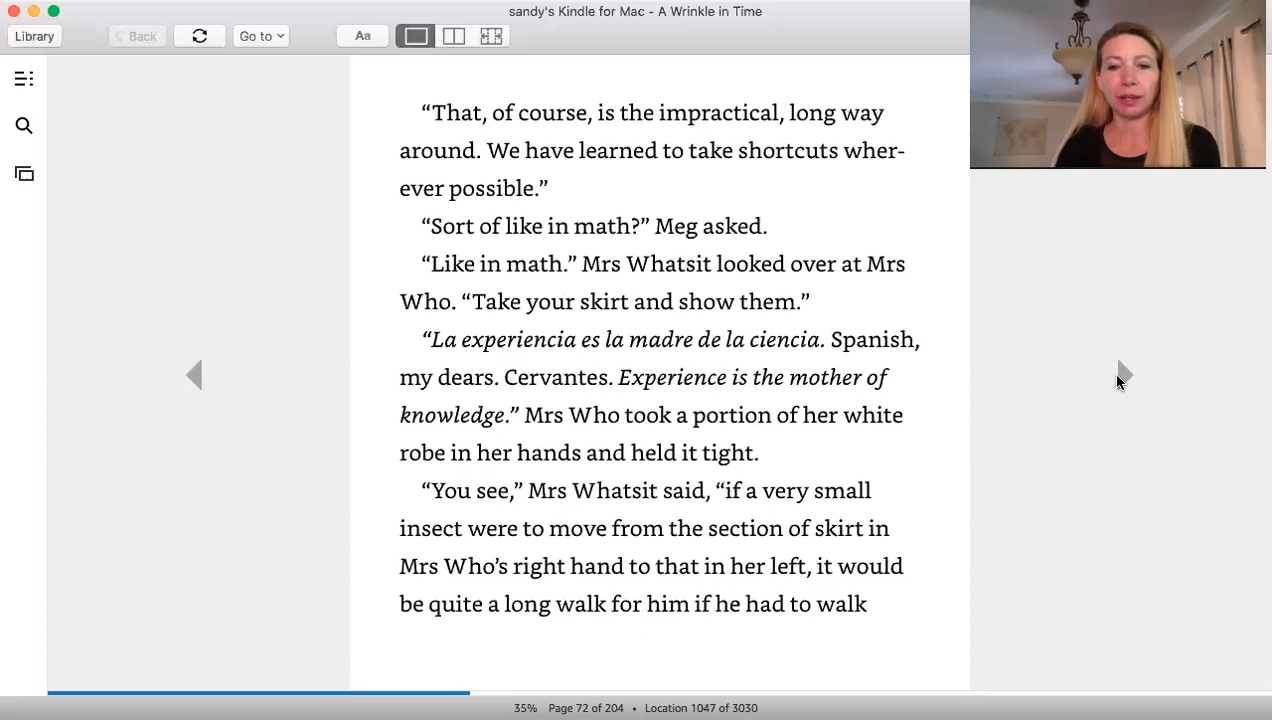 sandy's Kindle for Mac - A Wrinkle in Time
Library
Back
Go to
Aa
“That, of course, is the impractical, long way
around. We have learned to take shortcuts wher-
ever possible.”
“Sort of like in math?” Meg asked.
“Like in math.” Mrs Whatsit looked over at Mrs
Who. “Take your skirt and show them.”
“La experiencia es la madre de la ciencia. Spanish,
my dears. Cervantes. Experience is the mother of
knowledge.” Mrs Who took a portion of her white
robe in her hands and held it tight.
“You see,” Mrs Whatsit said, “if a very small
insect were to move from the section of skirt in
Mrs Who’s right hand to that in her left, it would
be quite a long walk for him if he had to walk
35% Page 72 of 204 • Location 1047 of 3030